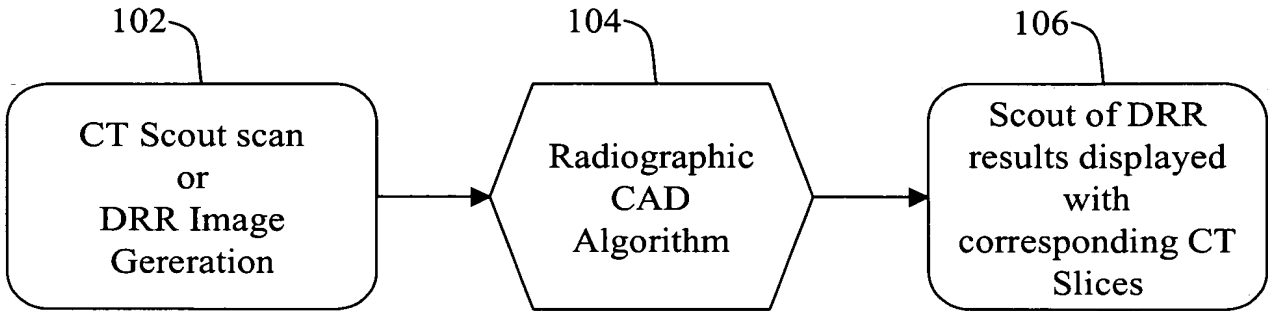 102
104
106
CT Scout scan
or
DRR Image
Gereration
Radiographic
CAD
Algorithm
Scout of DRR
results displayed
with
corresponding CT
Slices